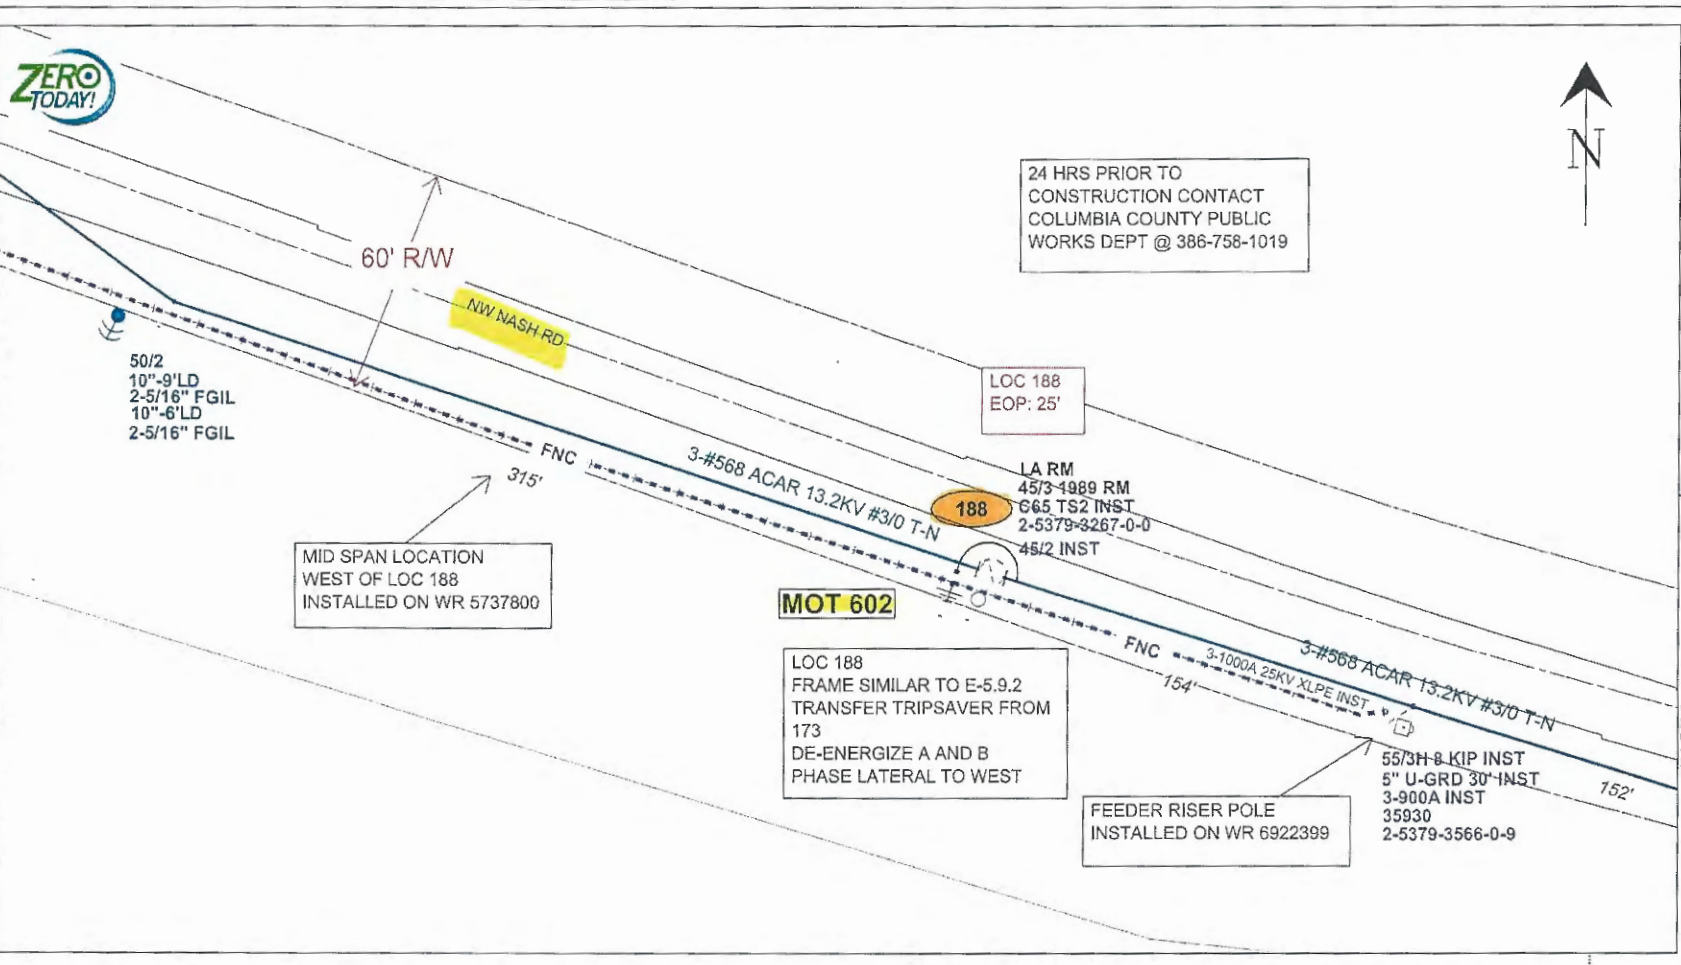 ZERO
TODAY!
N
24 HRS PRIOR TO
CONSTRUCTION CONTACT
COLUMBIA COUNTY PUBLIC
WORKS DEPT @ 386-758-1019
60' R/W
NW NASH RD
50/2
10"-9'LD
2-5/16" FGIL
10"-6'LD
2-5/16" FGIL
LOC 188
EOP: 25'
FNC
315'
3-#568 ACAR 13.2KV #3/0 T-N
188
LA RM
45/3 1989 RM
C65 TS2 INST
2-5379-3267-0-0
45/2 INST
MID SPAN LOCATION
WEST OF LOC 188
INSTALLED ON WR 5737800
MOT 602
LOC 188
FRAME SIMILAR TO E-5.9.2
TRANSFER TRIPSAVER FROM
173
DE-ENERGIZE A AND B
PHASE LATERAL TO WEST
FNC
3-1000A 25KV XLPE INST
154'
3-#568 ACAR 13.2KV #3/0 T-N
FEEDER RISER POLE
INSTALLED ON WR 6922399
55/3H 8 KIP INST
5" U-GRD 30' INST
3-900A INST
35930
2-5379-3566-0-9
152'